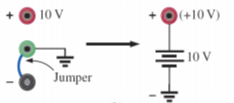 + 10 V
+ (+10 V)
10 V
Jumper
−
−